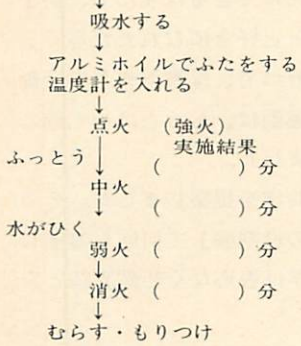 ↓
吸水する
↓
アルミホイルでふたをする
温度計を入れる
↓
点火 (強火)
実施結果
ふっとう ( ) 分
↓
中火
↓ ( ) 分
水がひく
弱火 ( ) 分
↓
消火 ( ) 分
↓
むらす・もりつけ